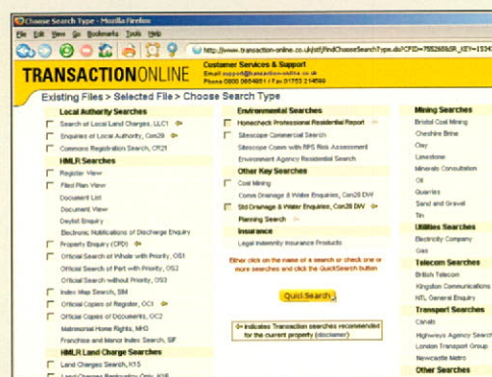 Choose Search Type - Mozilla Firefox
File Edit View Go Bookmarks Tools Help
TRANSACTIONONLINE
Customer Services & Support
Existing Files > Selected File > Choose Search Type
Local Authority Searches
Search of Local Land Charges, LLC1
Enquiries of Local Authority, Con29
Commons Registration Search, CR21
HMLR Searches
Register View
Filed Plan View
Document List
Document View
Daylist Enquiry
Electronic Notifications of Discharge Enquiry
Property Enquiry (CPD)
Official Search of Whole with Priority, OS1
Official Search of Part with Priority, OS2
Official Search without Priority, OS3
Index Map Search, SIM
Official Copies of Register, OC1
Official Copies of Documents, OC2
Matrimonial Home Rights, MH3
Franchise and Manor Index Search, SIF
HMLR Land Charge Searches
Land Charges Search, K15
Land Charges Bankruptcy Only, K16
Environmental Searches
Homecheck Professional Residential Report
Sitescope Commercial Search
Sitescope Comm with RPS Risk Assessment
Environment Agency Residential Search
Other Key Searches
Coal Mining
Comm Drainage & Water Enquiries, Con28 DW
Std Drainage & Water Enquiries, Con28 DW
Planning Search
Insurance
Legal Indemnity Insurance Products
Either click on the name of a search or check one or
more searches and click the QuickSearch button
QuickSearch
indicates Transaction searches recommended
for the current property (disclaimer)
Mining Searches
Bristol Coal Mining
Cheshire Brine
Clay
Limestone
Minerals Consultation
Oil
Quarries
Sand and Gravel
Tin
Utilities Searches
Electricity Company
Gas
Telecom Searches
British Telecom
Kingston Communications
NTL General Enquiry
Transport Searches
Canals
Highways Agency Search
London Transport Group
Newcastle Metro
Other Searches